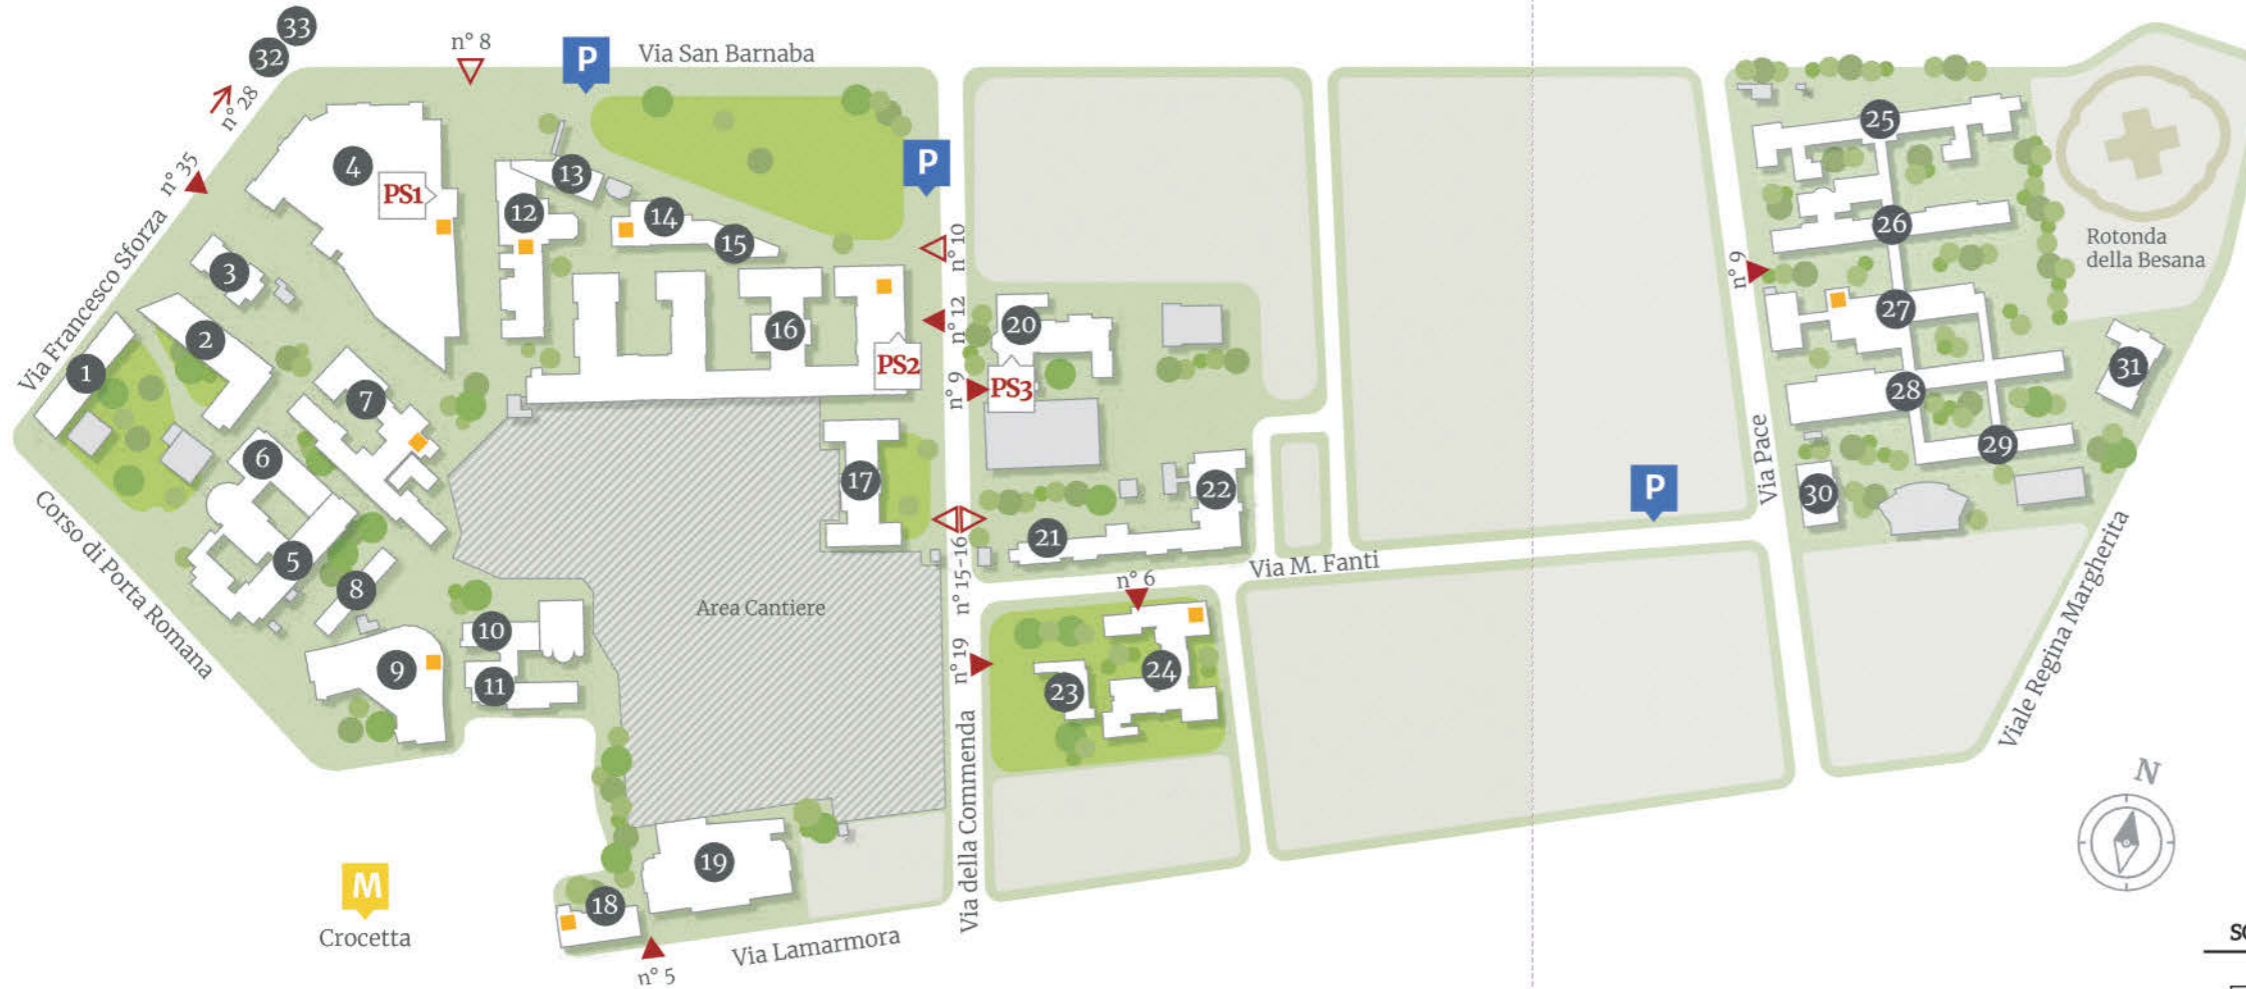 33
32
n° 8
P
Via San Barnaba
n° 28
n° 35
Via Francesco Sforza
4
PS1
3
2
1
7
6
5
8
9
10
11
Corso di Porta Romana
13
12
14
15
16
PS2
P
n° 10
n° 12
n° 9
20
PS3
17
22
21
n° 15-16
Area Cantiere
Via M. Fanti
n° 6
n° 19
23
24
Via della Commenda
19
18
n° 5
Via Lamarmora
M
Crocetta
P
Via Pace
n° 9
25
26
27
28
29
30
31
Rotonda
della Besana
Viale Regina Margherita
N